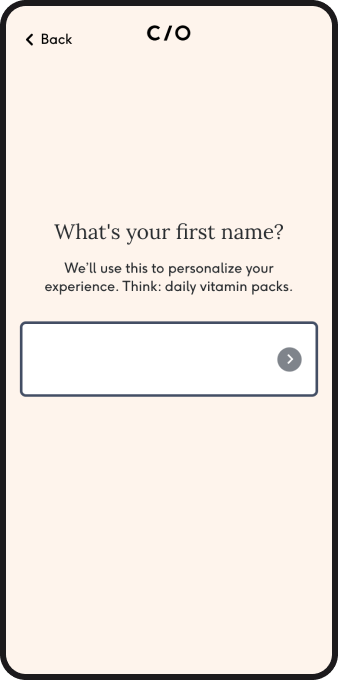 Back
C/O
What's your first name?
We'll use this to personalize your
experience. Think: daily vitamin packs.